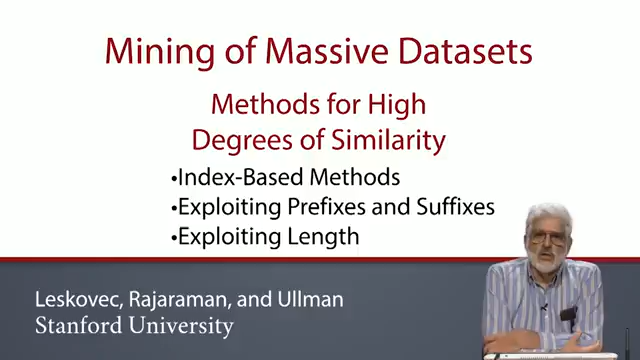 Mining of Massive Datasets
Methods for High
Degrees of Similarity
•Index-Based Methods
•Exploiting Prefixes and Suffixes
•Exploiting Length
Leskovec, Rajaraman, and Ullman
Stanford University